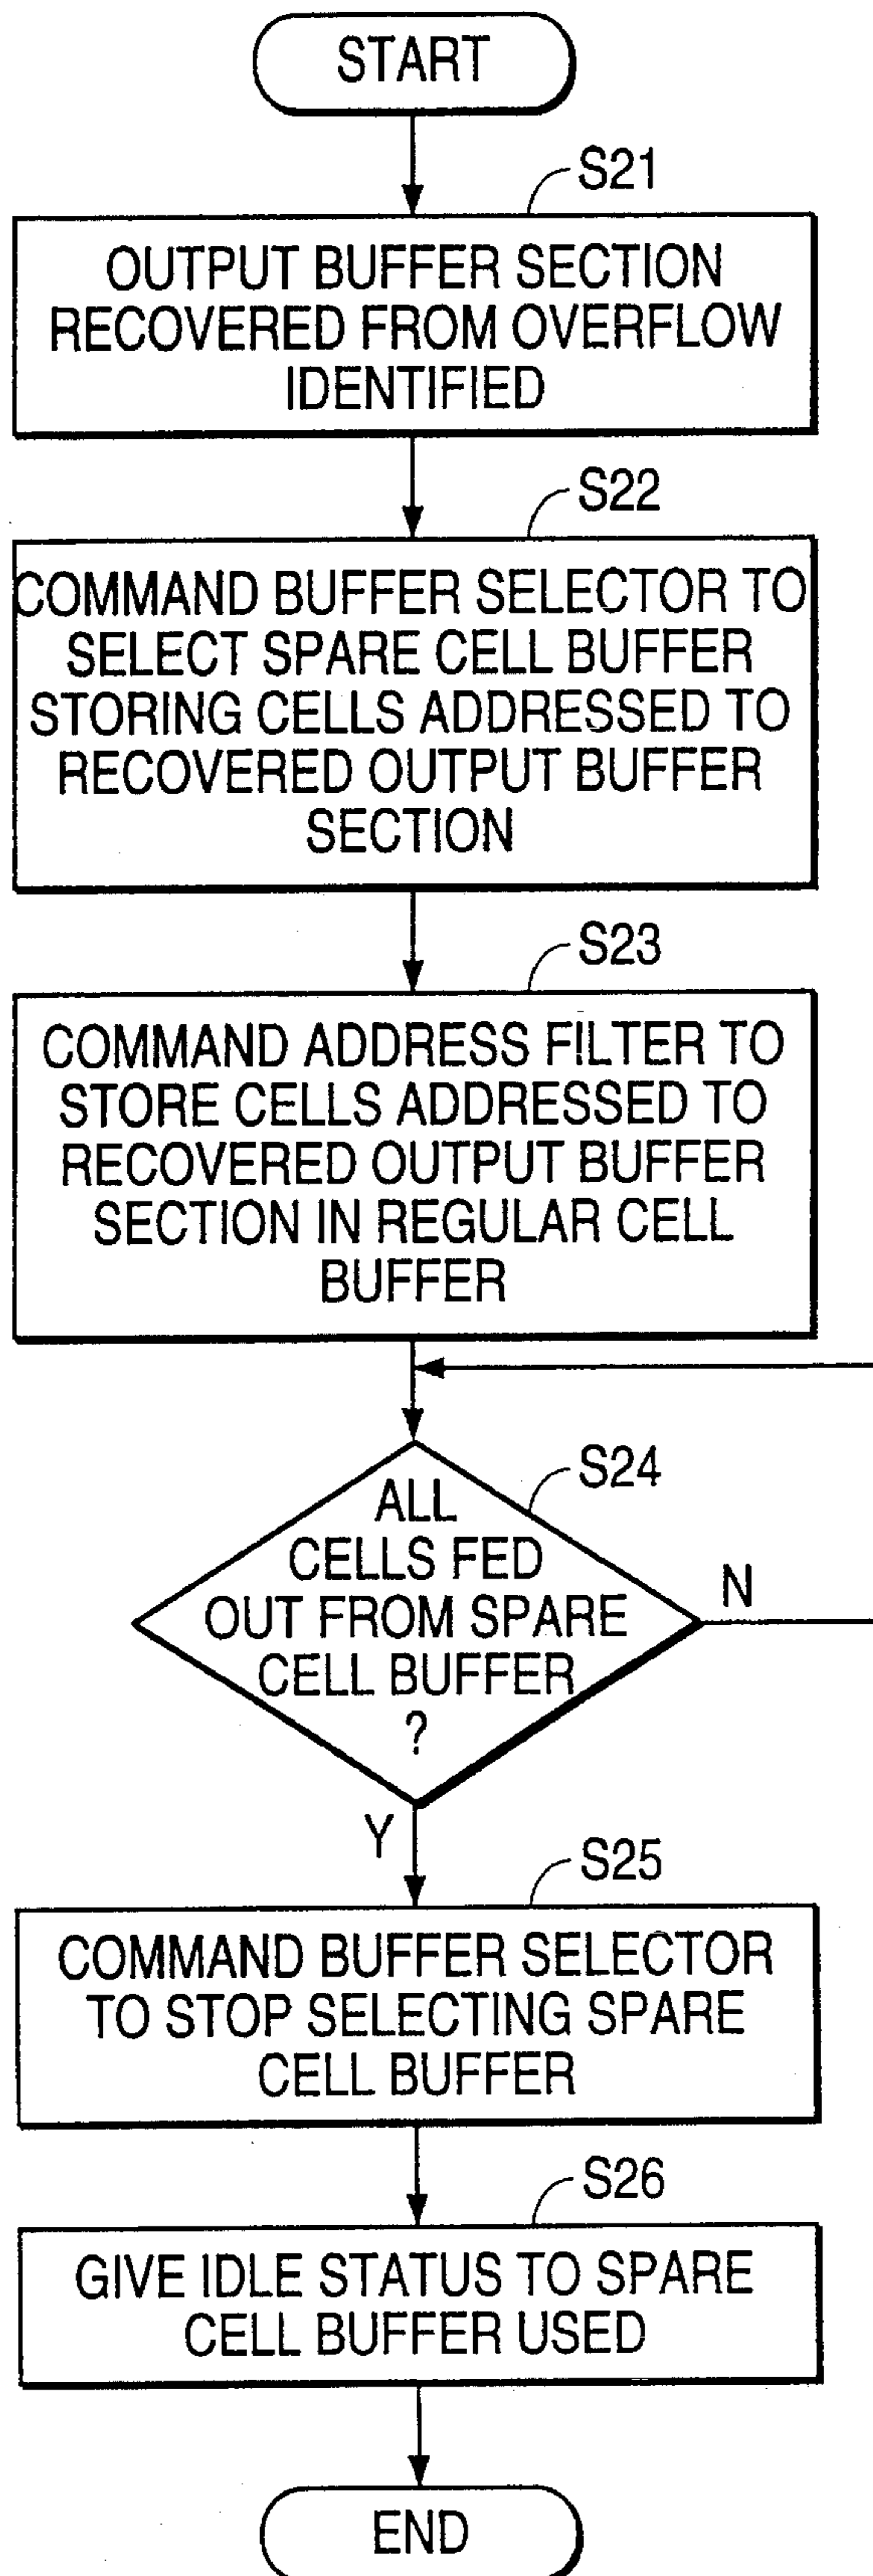 START
S21
OUTPUT BUFFER SECTION
RECOVERED FROM OVERFLOW
IDENTIFIED
S22
COMMAND BUFFER SELECTOR TO
SELECT SPARE CELL BUFFER
STORING CELLS ADDRESSED TO
RECOVERED OUTPUT BUFFER
SECTION
S23
COMMAND ADDRESS FILTER TO
STORE CELLS ADDRESSED TO
RECOVERED OUTPUT BUFFER
SECTION IN REGULAR CELL
BUFFER
S24
ALL
CELLS FED
OUT FROM SPARE
CELL BUFFER
?
N
Y
S25
COMMAND BUFFER SELECTOR
TO STOP SELECTING SPARE
CELL BUFFER
S26
GIVE IDLE STATUS TO SPARE
CELL BUFFER USED
END